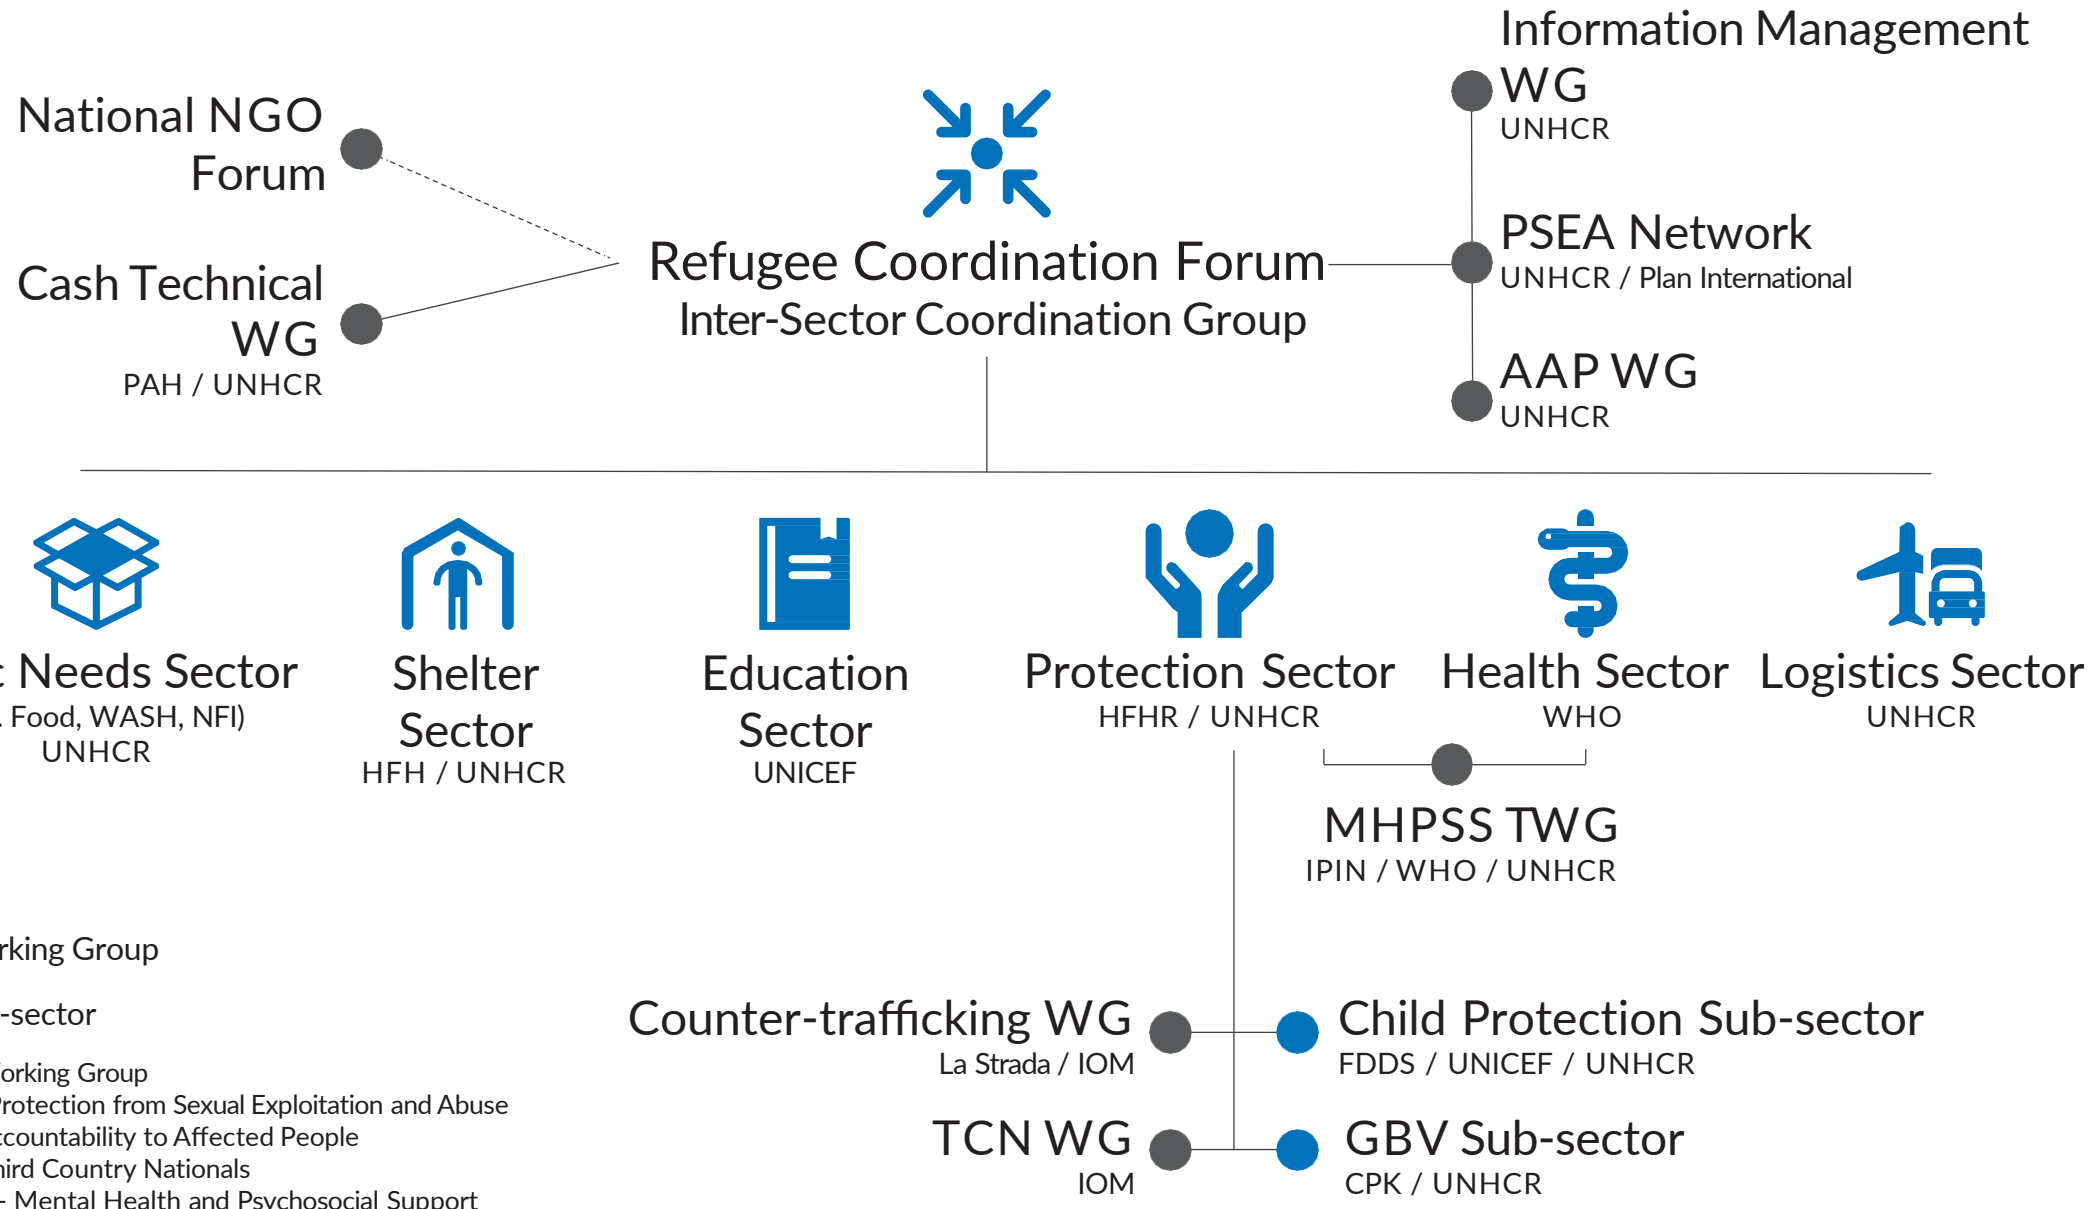 Information Management
WG
UNHCR
National NGO
Forum
PSEA Network
UNHCR / Plan International
Refugee Coordination Forum
Inter-Sector Coordination Group
Cash Technical
WG
PAH / UNHCR
AAP WG
UNHCR
c Needs Sector
. Food, WASH, NFI)
UNHCR
Shelter
Sector
HFH / UNHCR
Education
Sector
UNICEF
Protection Sector
HFHR / UNHCR
Health Sector
WHO
Logistics Sector
UNHCR
MHPSS TWG
IPIN / WHO / UNHCR
rking Group
-sector
orking Group
Protection from Sexual Exploitation and Abuse
ccountability to Affected People
hird Country Nationals
- Mental Health and Psychosocial Support
Counter-trafficking WG
La Strada / IOM
Child Protection Sub-sector
FDDS / UNICEF / UNHCR
TCN WG
IOM
GBV Sub-sector
CPK / UNHCR